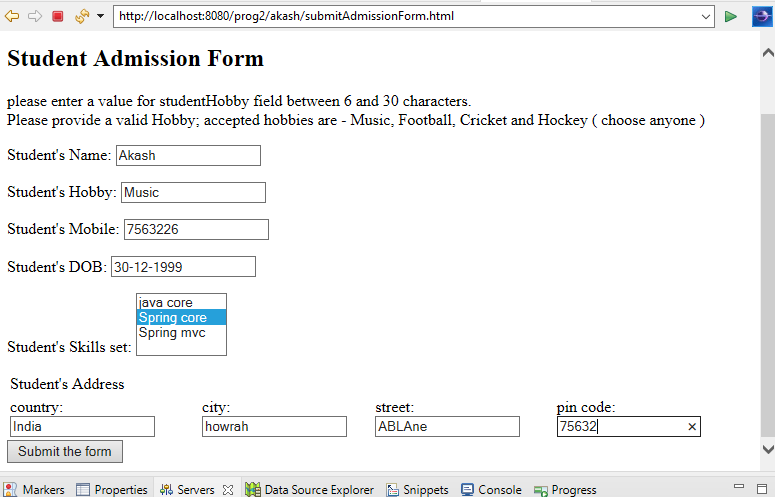 http://localhost:8080/prog2/akash/submitAdmissionForm.html
Student Admission Form
please enter a value for studentHobby field between 6 and 30 characters.
Please provide a valid Hobby; accepted hobbies are - Music, Football, Cricket and Hockey ( choose anyone )
Student's Name: Akash
Student's Hobby: Music
Student's Mobile: 7563226
Student's DOB: 30-12-1999
java core
Spring core
Spring mvc
Student's Skills set:
Student's Address
country: city: street: pin code:
India howrah ABLAne 75632
Submit the form
Markers Properties Servers Data Source Explorer Snippets Console Progress